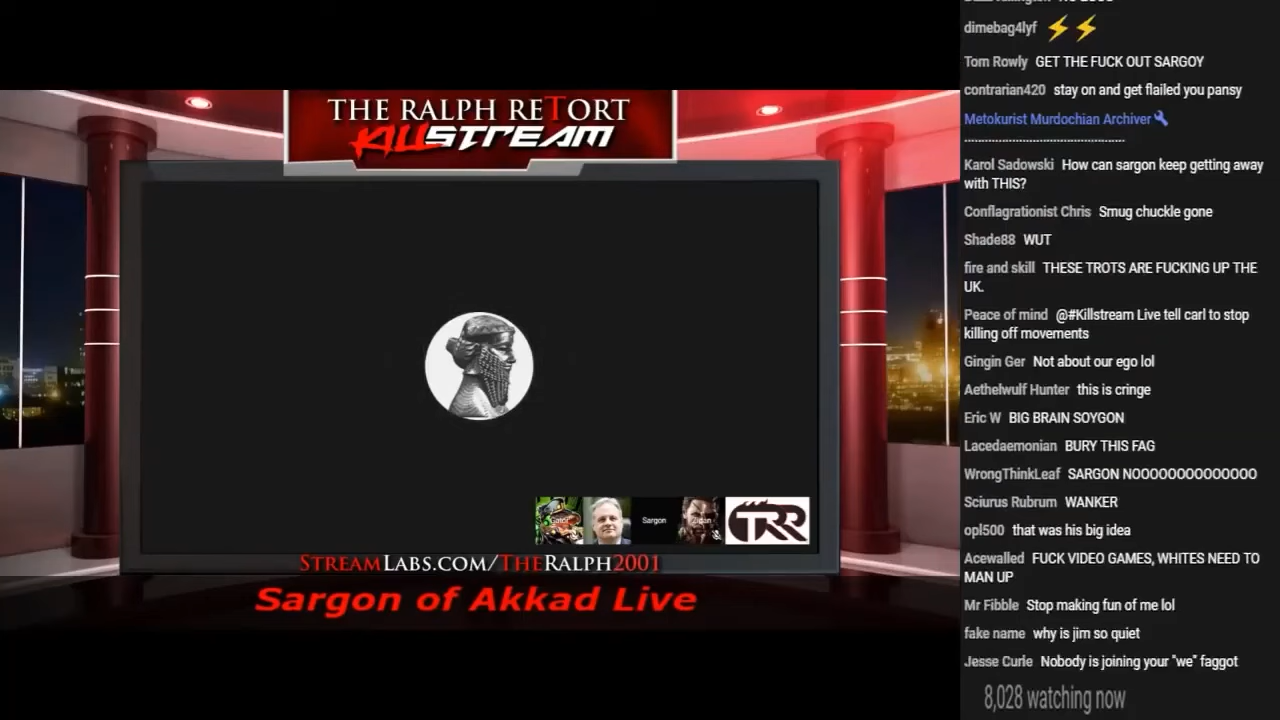 THE RALPH RETORT
KILLSTREAM
Gator
Sargon
Zidan
TRR
STREAMLABS.COM/THERALPH2001
Sargon of Akkad Live
dimebag4lyf ⚡⚡
Tom Rowly GET THE FUCK OUT SARGOY
contrarian420 stay on and get flailed you pansy
Metokurist Murdochian Archiver
--------------------------------------------
Karol Sadowski How can sargon keep getting away
with THIS?
Conflagrationist Chris Smug chuckle gone
Shade88 WUT
fire and skill THESE TROTS ARE FUCKING UP THE
UK.
Peace of mind @#Killstream Live tell carl to stop
killing off movements
Gingin Ger Not about our ego lol
Aethelwulf Hunter this is cringe
Eric W BIG BRAIN SOYGON
Lacedaemonian BURY THIS FAG
WrongThinkLeaf SARGON NOOOOOOOOOOOOO
Sciurus Rubrum WANKER
opl500 that was his big idea
Acewalled FUCK VIDEO GAMES, WHITES NEED TO
MAN UP
Mr Fibble Stop making fun of me lol
fake name why is jim so quiet
Jesse Curle Nobody is joining your "we" faggot
8,028 watching now